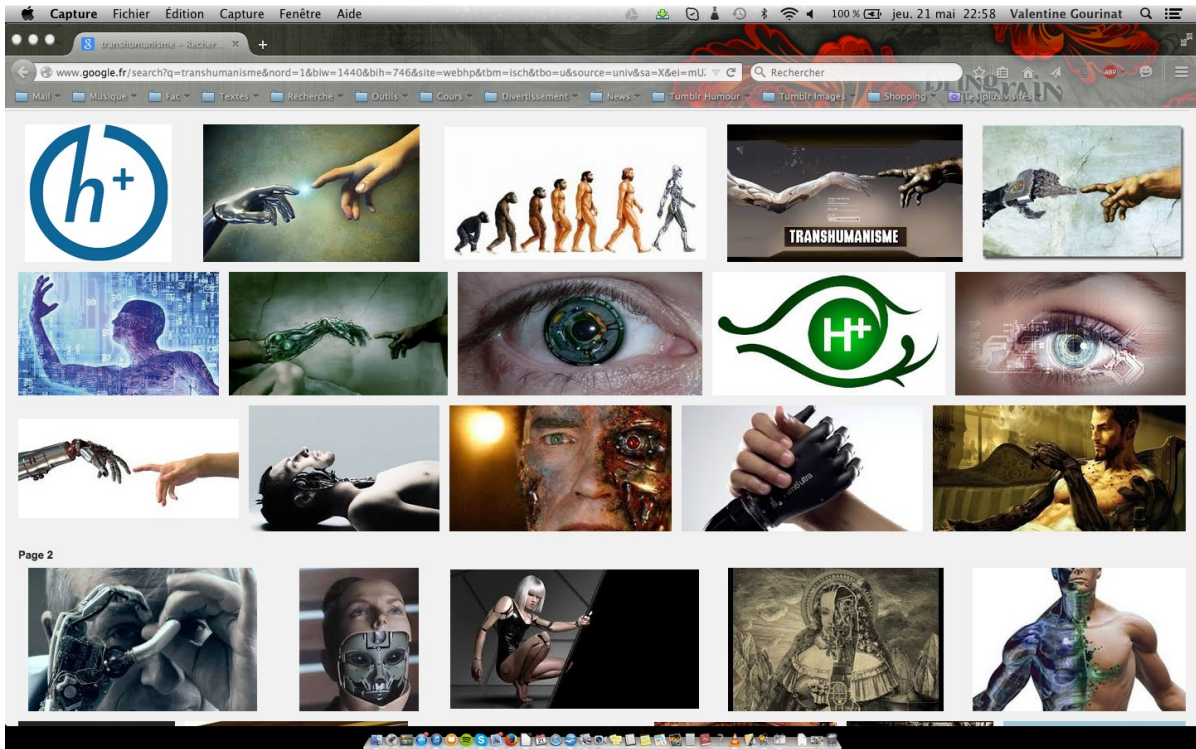 Capture Fichier Édition Capture Fenêtre Aide 100 % jeu. 21 mai 22:58 Valentine Gourinat
transhumanisme - Recher...
www.google.fr/search?q=transhumanisme&nord=1&biw=1440&bih=746&site=webhp&tbm=isch&tbo=u&source=univ&sa=X&ei=mU. Rechercher ABP
Mail Musique Fac Textes Recherche Outils Cours Divertissement News Tumblr Humour Tumblr Images Shopping Les plus visités
h+
TRANSHUMANISME
H+
Page 2